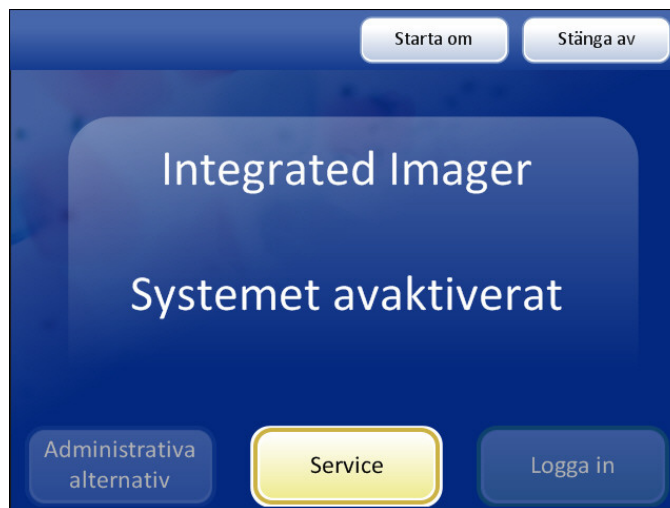 Starta om
Stänga av
Integrated Imager
Systemet avaktiverat
Administrativa
alternativ
Service
Logga in